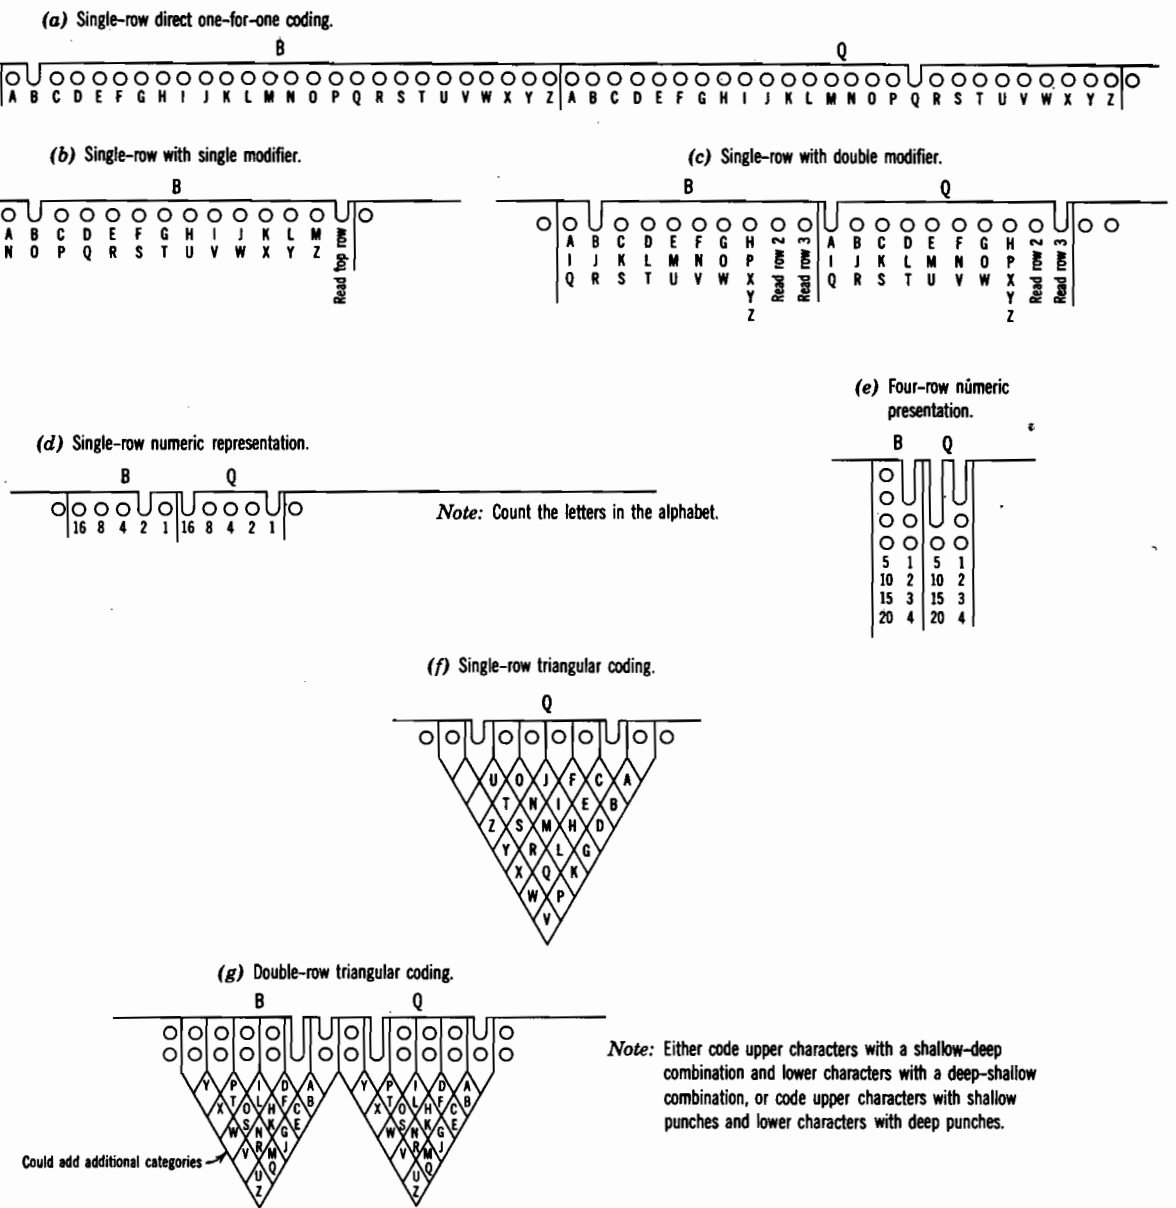 (a) Single-row direct one-for-one coding.
B Q
A B C D E F G H I J K L M N O P Q R S T U V W X Y Z A B C D E F G H I J K L M N O P Q R S T U V W X Y Z
(b) Single-row with single modifier.
B
A B C D E F G H I J K L M
N O P Q R S T U V W X Y Z
Read top row
(c) Single-row with double modifier.
B Q
A B C D E F G H A B C D E F G H
I J K L M N O P I J K L M N O P
Q R S T U V W X Q R S T U V W X
Y Y
Z Z
Read row 2
Read row 3
Read row 2
Read row 3
(d) Single-row numeric representation.
B Q
16 8 4 2 1 16 8 4 2 1
Note: Count the letters in the alphabet.
(e) Four-row numeric
presentation.
B Q
5 1 5 1
10 2 10 2
15 3 15 3
20 4 20 4
(f) Single-row triangular coding.
Q
U O J F C A
T N I E B
Z S M H D
Y R L G
X Q K
W P
V
(g) Double-row triangular coding.
B Q
Y P I D A Y P I D A
T L F B T L F B
X O H C X O H C
S K E S K E
W N G W N G
R J R J
V M V M
Q Q
U U
Z Z
Could add additional categories
Note: Either code upper characters with a shallow-deep
combination and lower characters with a deep-shallow
combination, or code upper characters with shallow
punches and lower characters with deep punches.